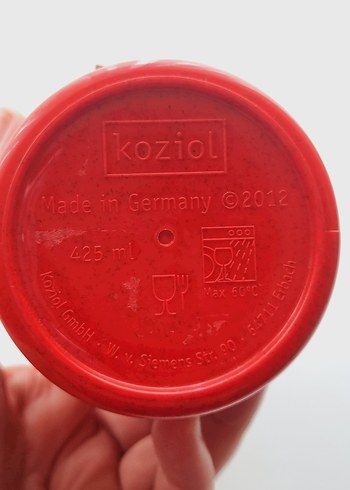 koziol
Made in Germany ©2012
425 ml
Max 60°C
Koziol GmbH · W. v. Siemens Str. 90 · 64711 Erbach